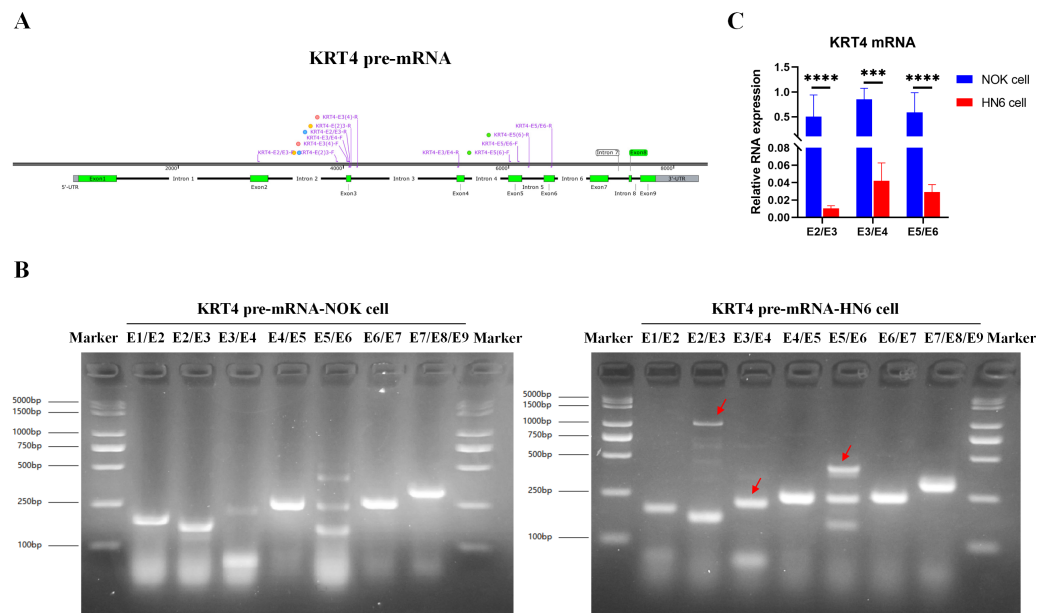 A
KRT4 pre-mRNA
KRT4-E3(4)-R
KRT4-E(2)3-R
KRT4-E2/E3-R
KRT4-E3/E4-F
KRT4-E3(4)-F
KRT4-E2/E3-F
KRT4-E(2)3-F
KRT4-E3/E4-R
KRT4-E5/E6-R
KRT4-E5(6)-R
KRT4-E5/E6-F
KRT4-E5(6)-F
Intron 7
Exon8
2000
4000
6000
8000
5'-UTR
Exon1
Intron 1
Exon2
Intron 2
Exon3
Intron 3
Exon4
Intron 4
Exon5
Intron 5
Exon6
Intron 6
Exon7
Intron 8
Exon9
3'-UTR
C
KRT4 mRNA
Relative RNA expression
1.5
1.0
0.5
0.08
0.06
0.04
0.02
0.00
****
***
****
E2/E3
E3/E4
E5/E6
NOK cell
HN6 cell
B
KRT4 pre-mRNA-NOK cell
Marker E1/E2 E2/E3 E3/E4 E4/E5 E5/E6 E6/E7 E7/E8/E9 Marker
5000bp
1500bp
1000bp
750bp
500bp
250bp
100bp
KRT4 pre-mRNA-HN6 cell
Marker E1/E2 E2/E3 E3/E4 E4/E5 E5/E6 E6/E7 E7/E8/E9 Marker
5000bp
1500bp
1000bp
750bp
500bp
250bp
100bp